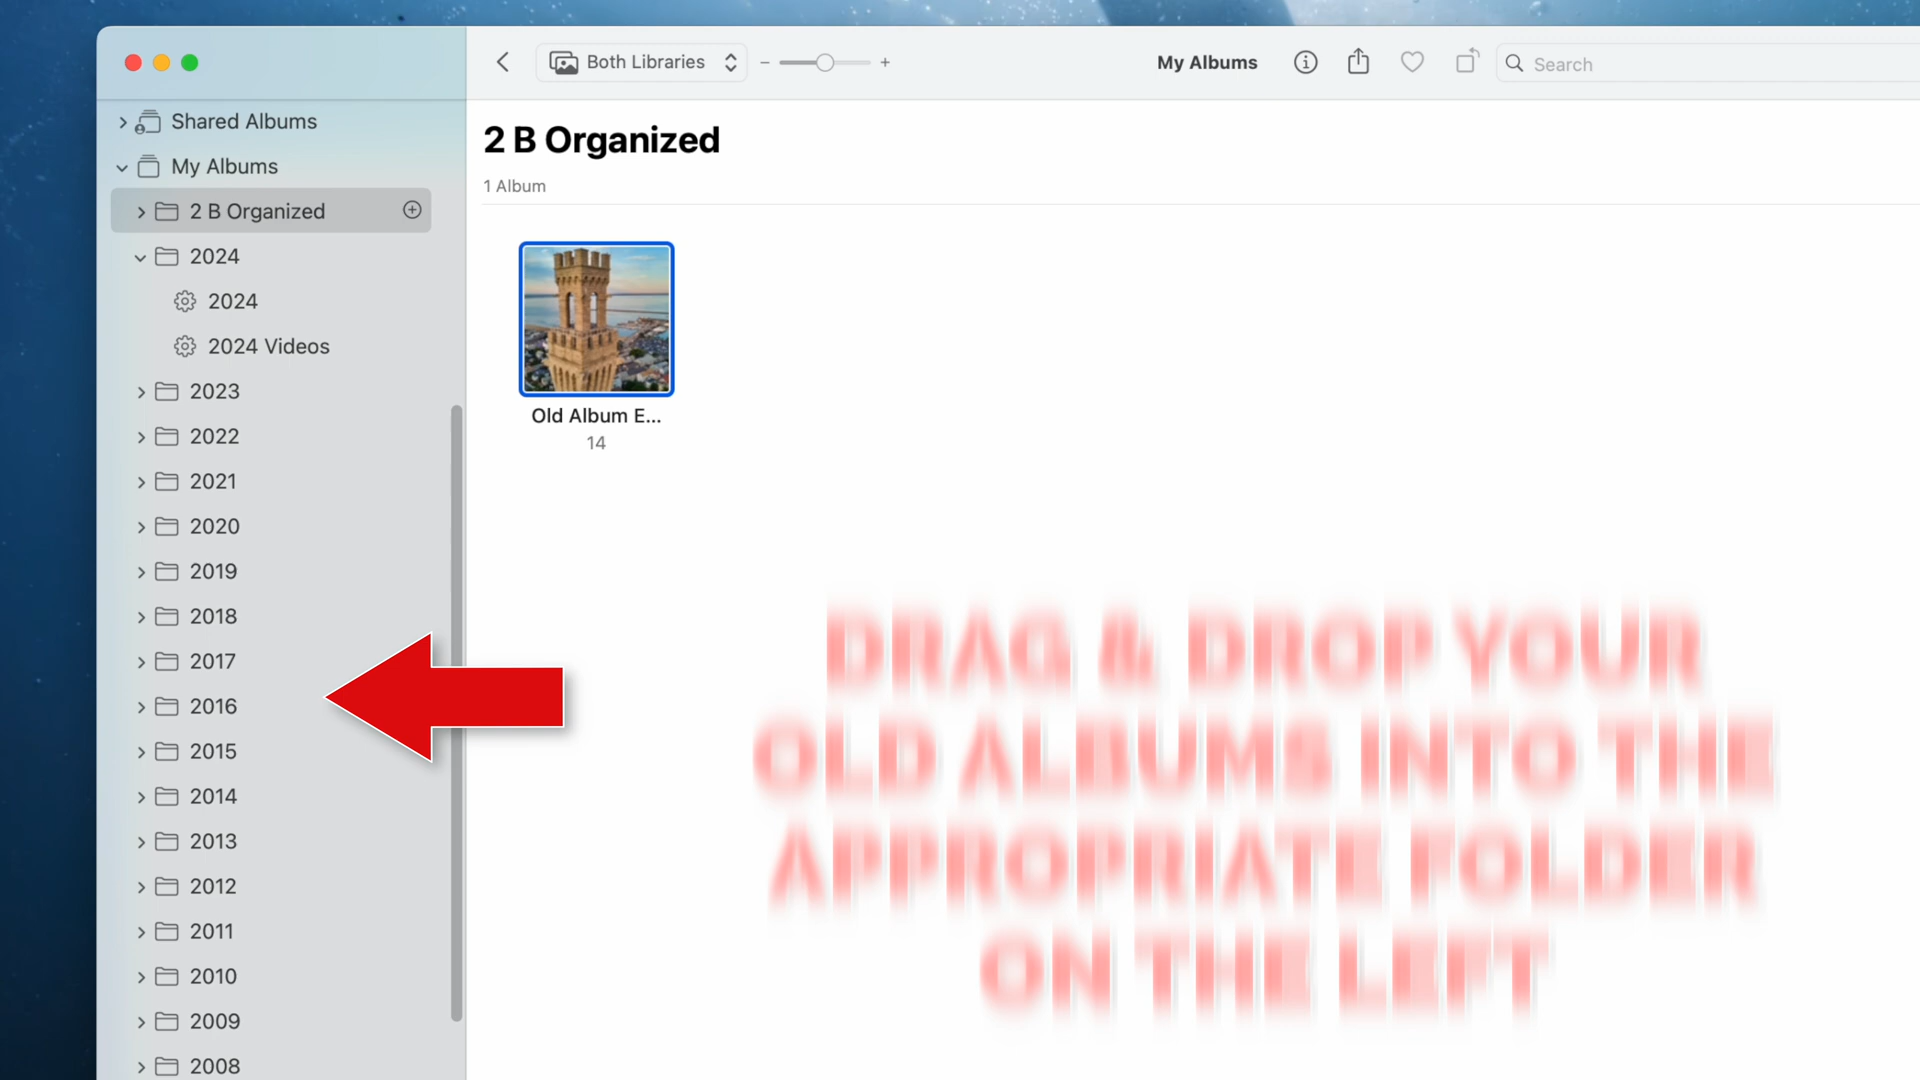 Both Libraries
My Albums
Search
Shared Albums
My Albums
2 B Organized
2024
2024
2024 Videos
2023
2022
2021
2020
2019
2018
2017
2016
2015
2014
2013
2012
2011
2010
2009
2008
2 B Organized
1 Album
Old Album E...
14
DRAG & DROP YOUR
OLD ALBUMS INTO THE
APPROPRIATE FOLDER
ON THE LEFT